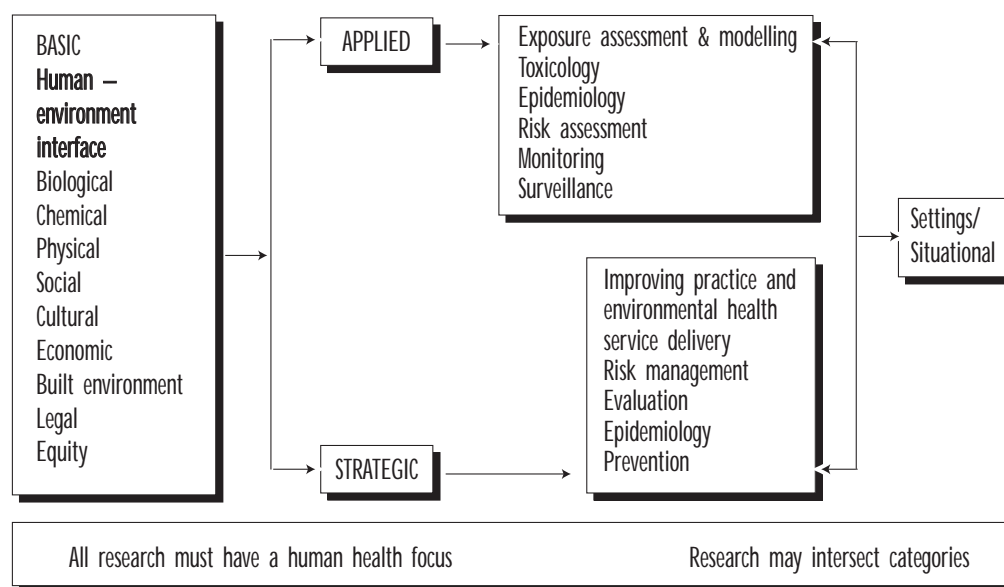 BASIC
Human –
environment
interface
Biological
Chemical
Physical
Social
Cultural
Economic
Built environment
Legal
Equity
APPLIED
Exposure assessment & modelling
Toxicology
Epidemiology
Risk assessment
Monitoring
Surveillance
STRATEGIC
Improving practice and
environmental health
service delivery
Risk management
Evaluation
Epidemiology
Prevention
Settings/
Situational
All research must have a human health focus
Research may intersect categories